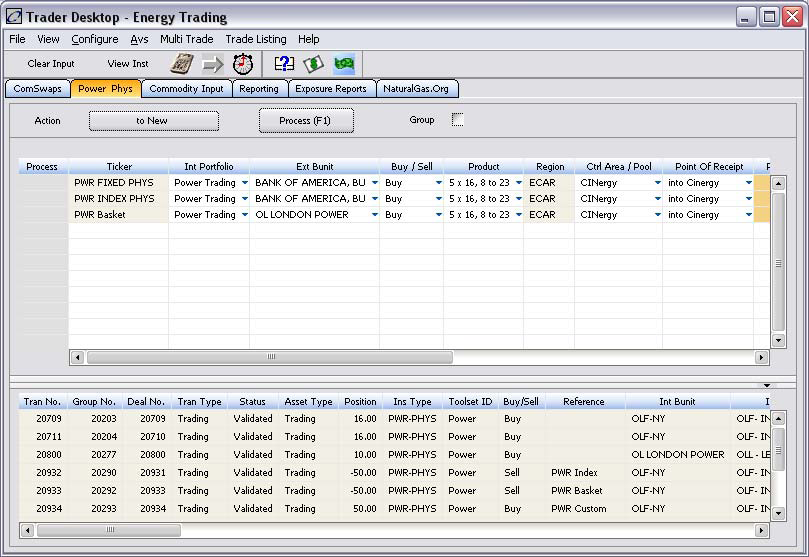 Trader Desktop - Energy Trading
File View Configure Avs Multi Trade Trade Listing Help
Clear Input View Inst
ComSwaps Power Phys Commodity Input Reporting Exposure Reports NaturalGas.Org
Action to New Process (F1) Group
Process Ticker Int Portfolio Ext Bunit Buy / Sell Product Region Ctrl Area / Pool Point Of Receipt P
PWR FIXED PHYS Power Trading BANK OF AMERICA, BU Buy 5 x 16, 8 to 23 ECAR CINergy into Cinergy
PWR INDEX PHYS Power Trading BANK OF AMERICA, BU Buy 5 x 16, 8 to 23 ECAR CINergy into Cinergy
PWR Basket Power Trading OL LONDON POWER Buy 5 x 16, 8 to 23 ECAR CINergy into Cinergy
Tran No. Group No. Deal No. Tran Type Status Asset Type Position Ins Type Toolset ID Buy/Sell Reference Int Bunit I
20709 20203 20709 Trading Validated Trading 16.00 PWR-PHYS Power Buy OLF-NY OLF- IN
20711 20204 20710 Trading Validated Trading 16.00 PWR-PHYS Power Buy OLF-NY OLF- IN
20800 20277 20800 Trading Validated Trading 10.00 PWR-PHYS Power Buy OL LONDON POWER OLL - LE
20932 20290 20931 Trading Validated Trading -50.00 PWR-PHYS Power Sell PWR Index OLF-NY OLF- IN
20933 20292 20933 Trading Validated Trading -50.00 PWR-PHYS Power Sell PWR Basket OLF-NY OLF- IN
20934 20293 20934 Trading Validated Trading 50.00 PWR-PHYS Power Buy PWR Custom OLF-NY OLF- IN